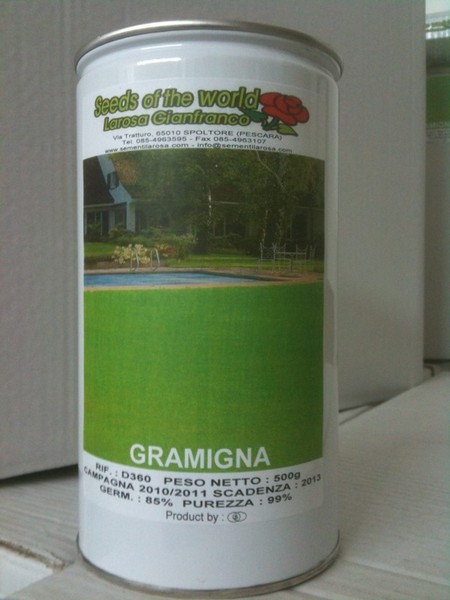 Seeds of the world
Larosa Gianfranco
Via Tratturo, 65010 SPOLTORE (PESCARA)
Tel. 085-4963595 - Fax 085-4963107
www.sementilarosa.com - info@sementilarosa.com
GRAMIGNA
RIF. : D360 PESO NETTO : 500g
CAMPAGNA 2010/2011 SCADENZA : 2013
GERM. : 85% PUREZZA : 99%
Product by :